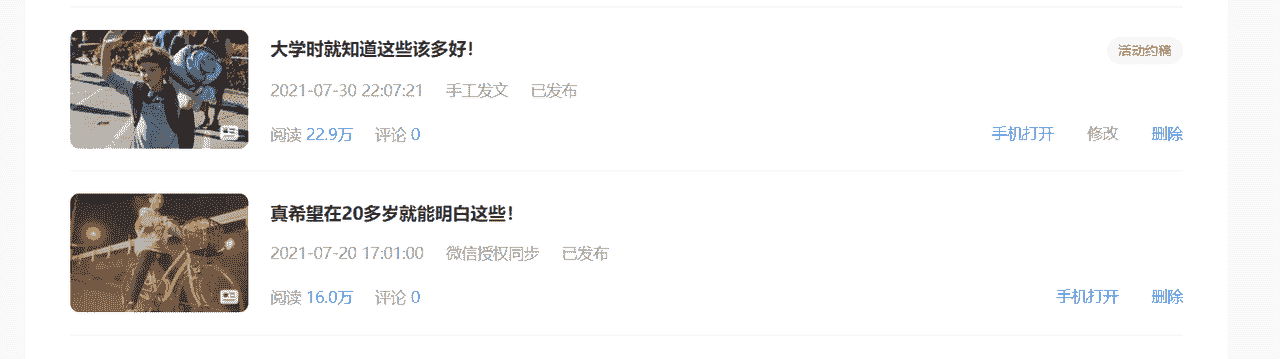 大学时就知道这些该多好！
活动约稿
2021-07-30 22:07:21 手工发文 已发布
阅读 22.9万 评论 0 手机打开 修改 删除
真希望在20多岁就能明白这些！
2021-07-20 17:01:00 微信授权同步 已发布
阅读 16.0万 评论 0 手机打开 删除